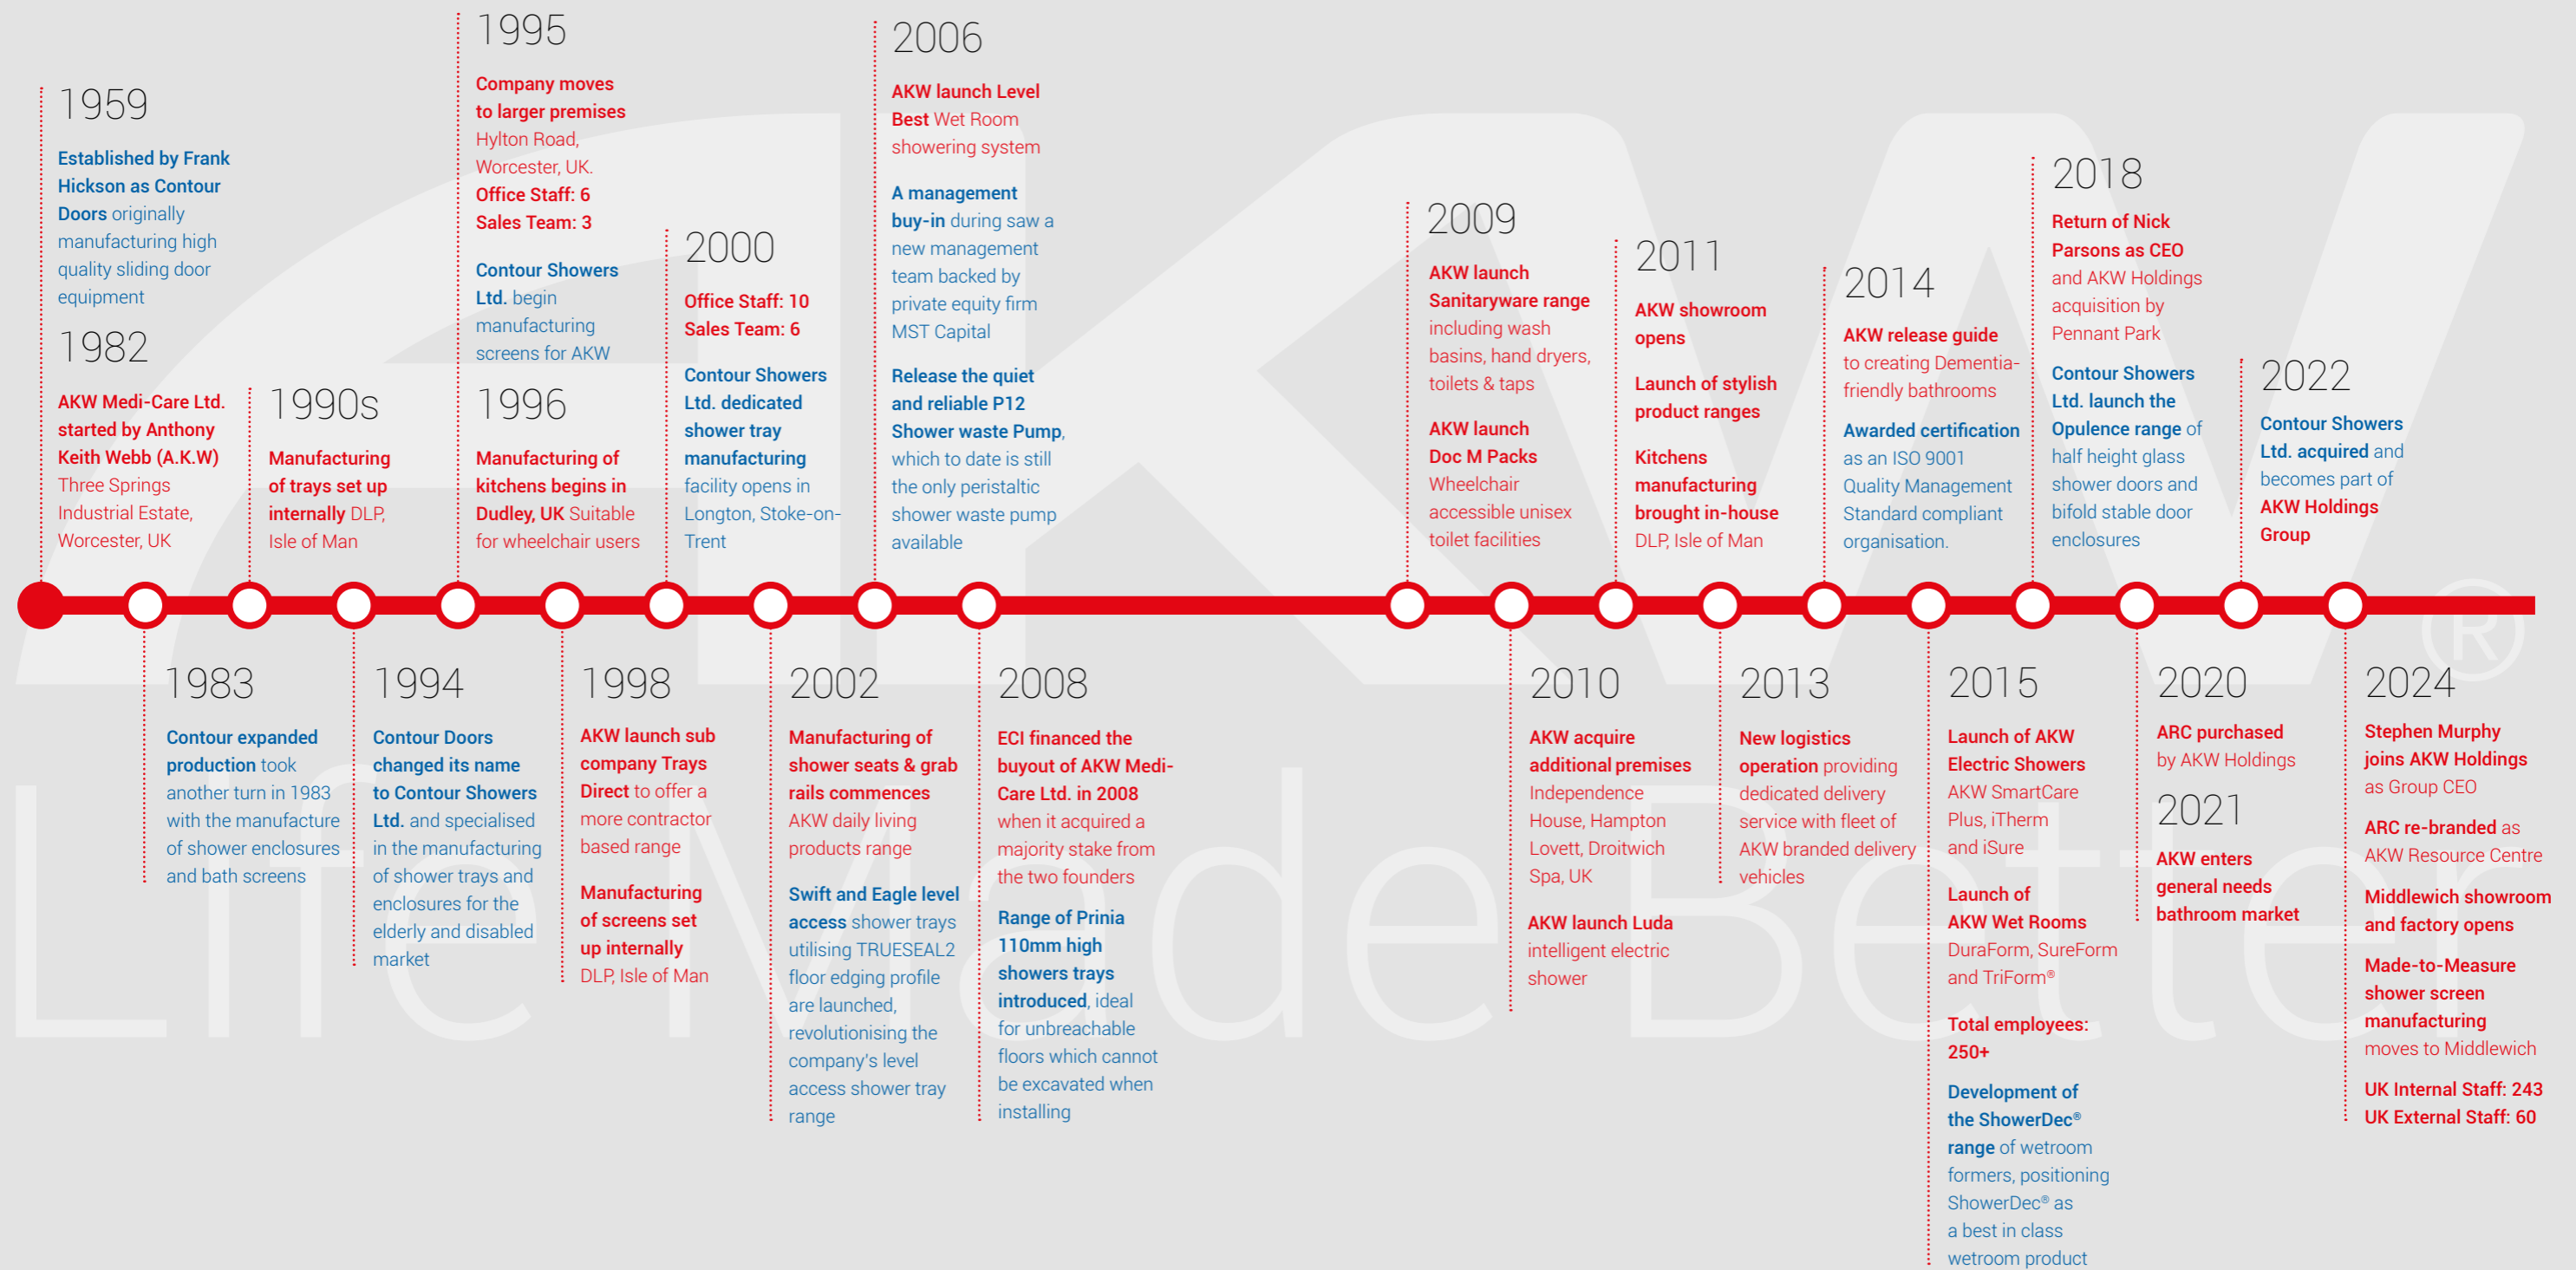 1959
Established by Frank
Hickson as Contour
Doors originally
manufacturing high
quality sliding door
equipment
1982
AKW Medi-Care Ltd.
started by Anthony
Keith Webb (A.K.W)
Three Springs
Industrial Estate,
Worcester, UK
1983
Contour expanded
production took
another turn in 1983
with the manufacture
of shower enclosures
and bath screens
1990s
Manufacturing
of trays set up
internally DLP,
Isle of Man
1994
Contour Doors
changed its name
to Contour Showers
Ltd. and specialised
in the manufacturing
of shower trays and
enclosures for the
elderly and disabled
market
1995
Company moves
to larger premises
Hylton Road,
Worcester, UK.
Office Staff: 6
Sales Team: 3
Contour Showers
Ltd. begin
manufacturing
screens for AKW
1996
Manufacturing of
kitchens begins in
Dudley, UK Suitable
for wheelchair users
1998
AKW launch sub
company Trays
Direct to offer a
more contractor
based range
Manufacturing
of screens set
up internally
DLP, Isle of Man
2000
Office Staff: 10
Sales Team: 6
Contour Showers
Ltd. dedicated
shower tray
manufacturing
facility opens in
Longton, Stoke-on-
Trent
2002
Manufacturing of
shower seats & grab
rails commences
AKW daily living
products range
Swift and Eagle level
access shower trays
utilising TRUESEAL2
floor edging profile
are launched,
revolutionising the
company's level
access shower tray
range
2006
AKW launch Level
Best Wet Room
showering system
A management
buy-in during saw a
new management
team backed by
private equity firm
MST Capital
Release the quiet
and reliable P12
Shower waste Pump,
which to date is still
the only peristaltic
shower waste pump
available
2008
ECI financed the
buyout of AKW Medi-
Care Ltd. in 2008
when it acquired a
majority stake from
the two founders
Range of Prinia
110mm high
showers trays
introduced, ideal
for unbreachable
floors which cannot
be excavated when
installing
2009
AKW launch
Sanitaryware range
including wash
basins, hand dryers,
toilets & taps
AKW launch
Doc M Packs
Wheelchair
accessible unisex
toilet facilities
2010
AKW acquire
additional premises
Independence
House, Hampton
Lovett, Droitwich
Spa, UK
AKW launch Luda
intelligent electric
shower
2011
AKW showroom
opens
Launch of stylish
product ranges
Kitchens
manufacturing
brought in-house
DLP, Isle of Man
2013
New logistics
operation providing
dedicated delivery
service with fleet of
AKW branded delivery
vehicles
2014
AKW release guide
to creating Dementia-
friendly bathrooms
Awarded certification
as an ISO 9001
Quality Management
Standard compliant
organisation.
2015
Launch of AKW
Electric Showers
AKW SmartCare
Plus, iTherm
and iSure
Launch of
AKW Wet Rooms
DuraForm, SureForm
and TriForm®
Total employees:
250+
Development of
the ShowerDec®
range of wetroom
formers, positioning
ShowerDec® as
a best in class
wetroom product
2018
Return of Nick
Parsons as CEO
and AKW Holdings
acquisition by
Pennant Park
Contour Showers
Ltd. launch the
Opulence range of
half height glass
shower doors and
bifold stable door
enclosures
2020
ARC purchased
by AKW Holdings
2021
AKW enters
general needs
bathroom market
2022
Contour Showers
Ltd. acquired and
becomes part of
AKW Holdings
Group
2024
Stephen Murphy
joins AKW Holdings
as Group CEO
ARC re-branded as
AKW Resource Centre
Middlewich showroom
and factory opens
Made-to-Measure
shower screen
manufacturing
moves to Middlewich
UK Internal Staff: 243
UK External Staff: 60
AKW®
Life Made Better